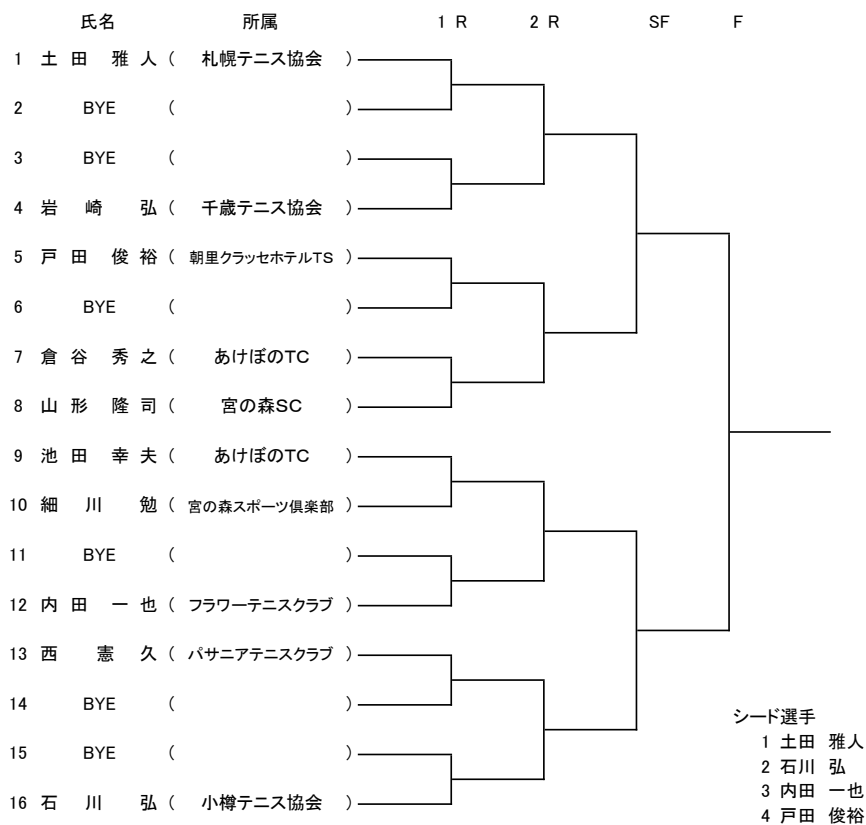 氏名 所属 1 R 2 R SF F
1 土 田 雅 人 ( 札幌テニス協会 )
2 BYE ( )
3 BYE ( )
4 岩 崎 弘 ( 千歳テニス協会 )
5 戸 田 俊 裕 ( 朝里クラッセホテルTS )
6 BYE ( )
7 倉 谷 秀 之 ( あけぼのTC )
8 山 形 隆 司 ( 宮の森SC )
9 池 田 幸 夫 ( あけぼのTC )
10 細 川 勉 ( 宮の森スポーツ倶楽部 )
11 BYE ( )
12 内 田 一 也 ( フラワーテニスクラブ )
13 西 憲 久 ( パサニアテニスクラブ )
14 BYE ( )
15 BYE ( )
16 石 川 弘 ( 小樽テニス協会 )
シード選手
1 土田 雅人
2 石川 弘
3 内田 一也
4 戸田 俊裕